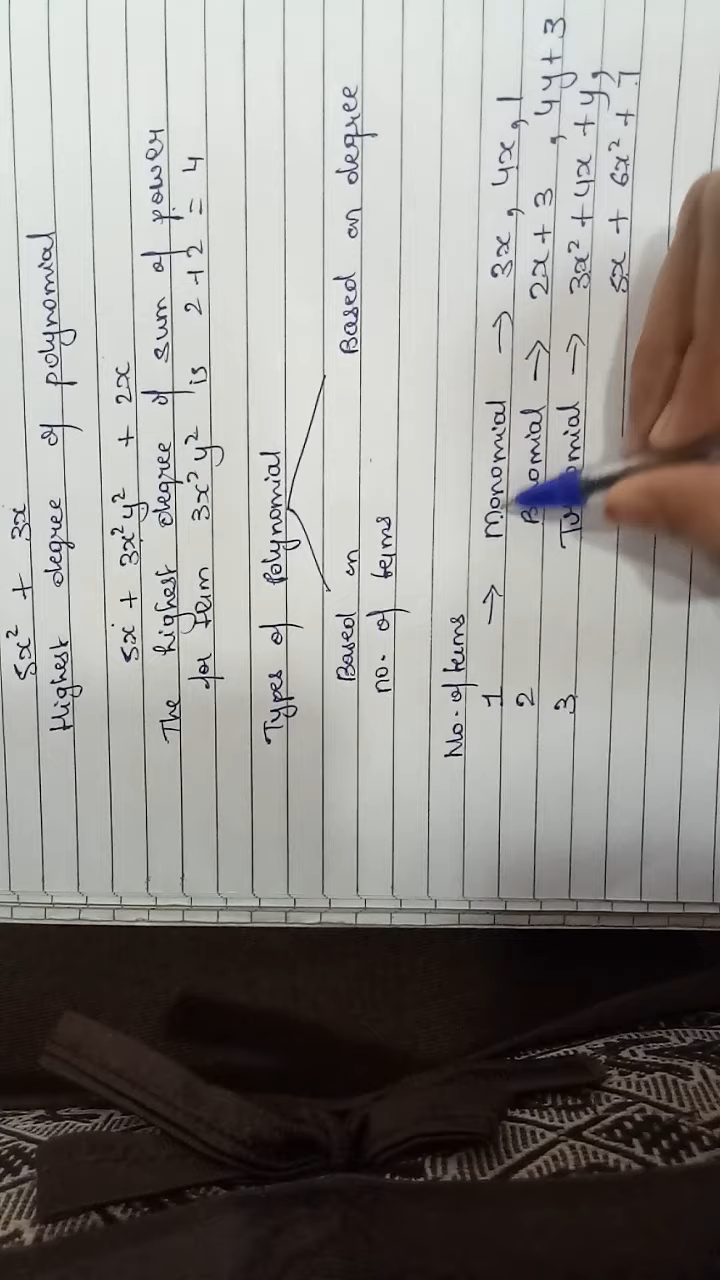 5x² + 3x
Highest degree of polynomial
5x + 3x²y² + 2x
The highest degree of sum of power
for term 3x²y² is 2+2 = 4
Types of Polynomial
Based on Based on degree
no. of terms
No. of terms
1 → Monomial → 3x, 4x, 1
2 → 2x + 3, 4y + 3
3 → 3x² + 4x + y,
5x + 6x² + 7